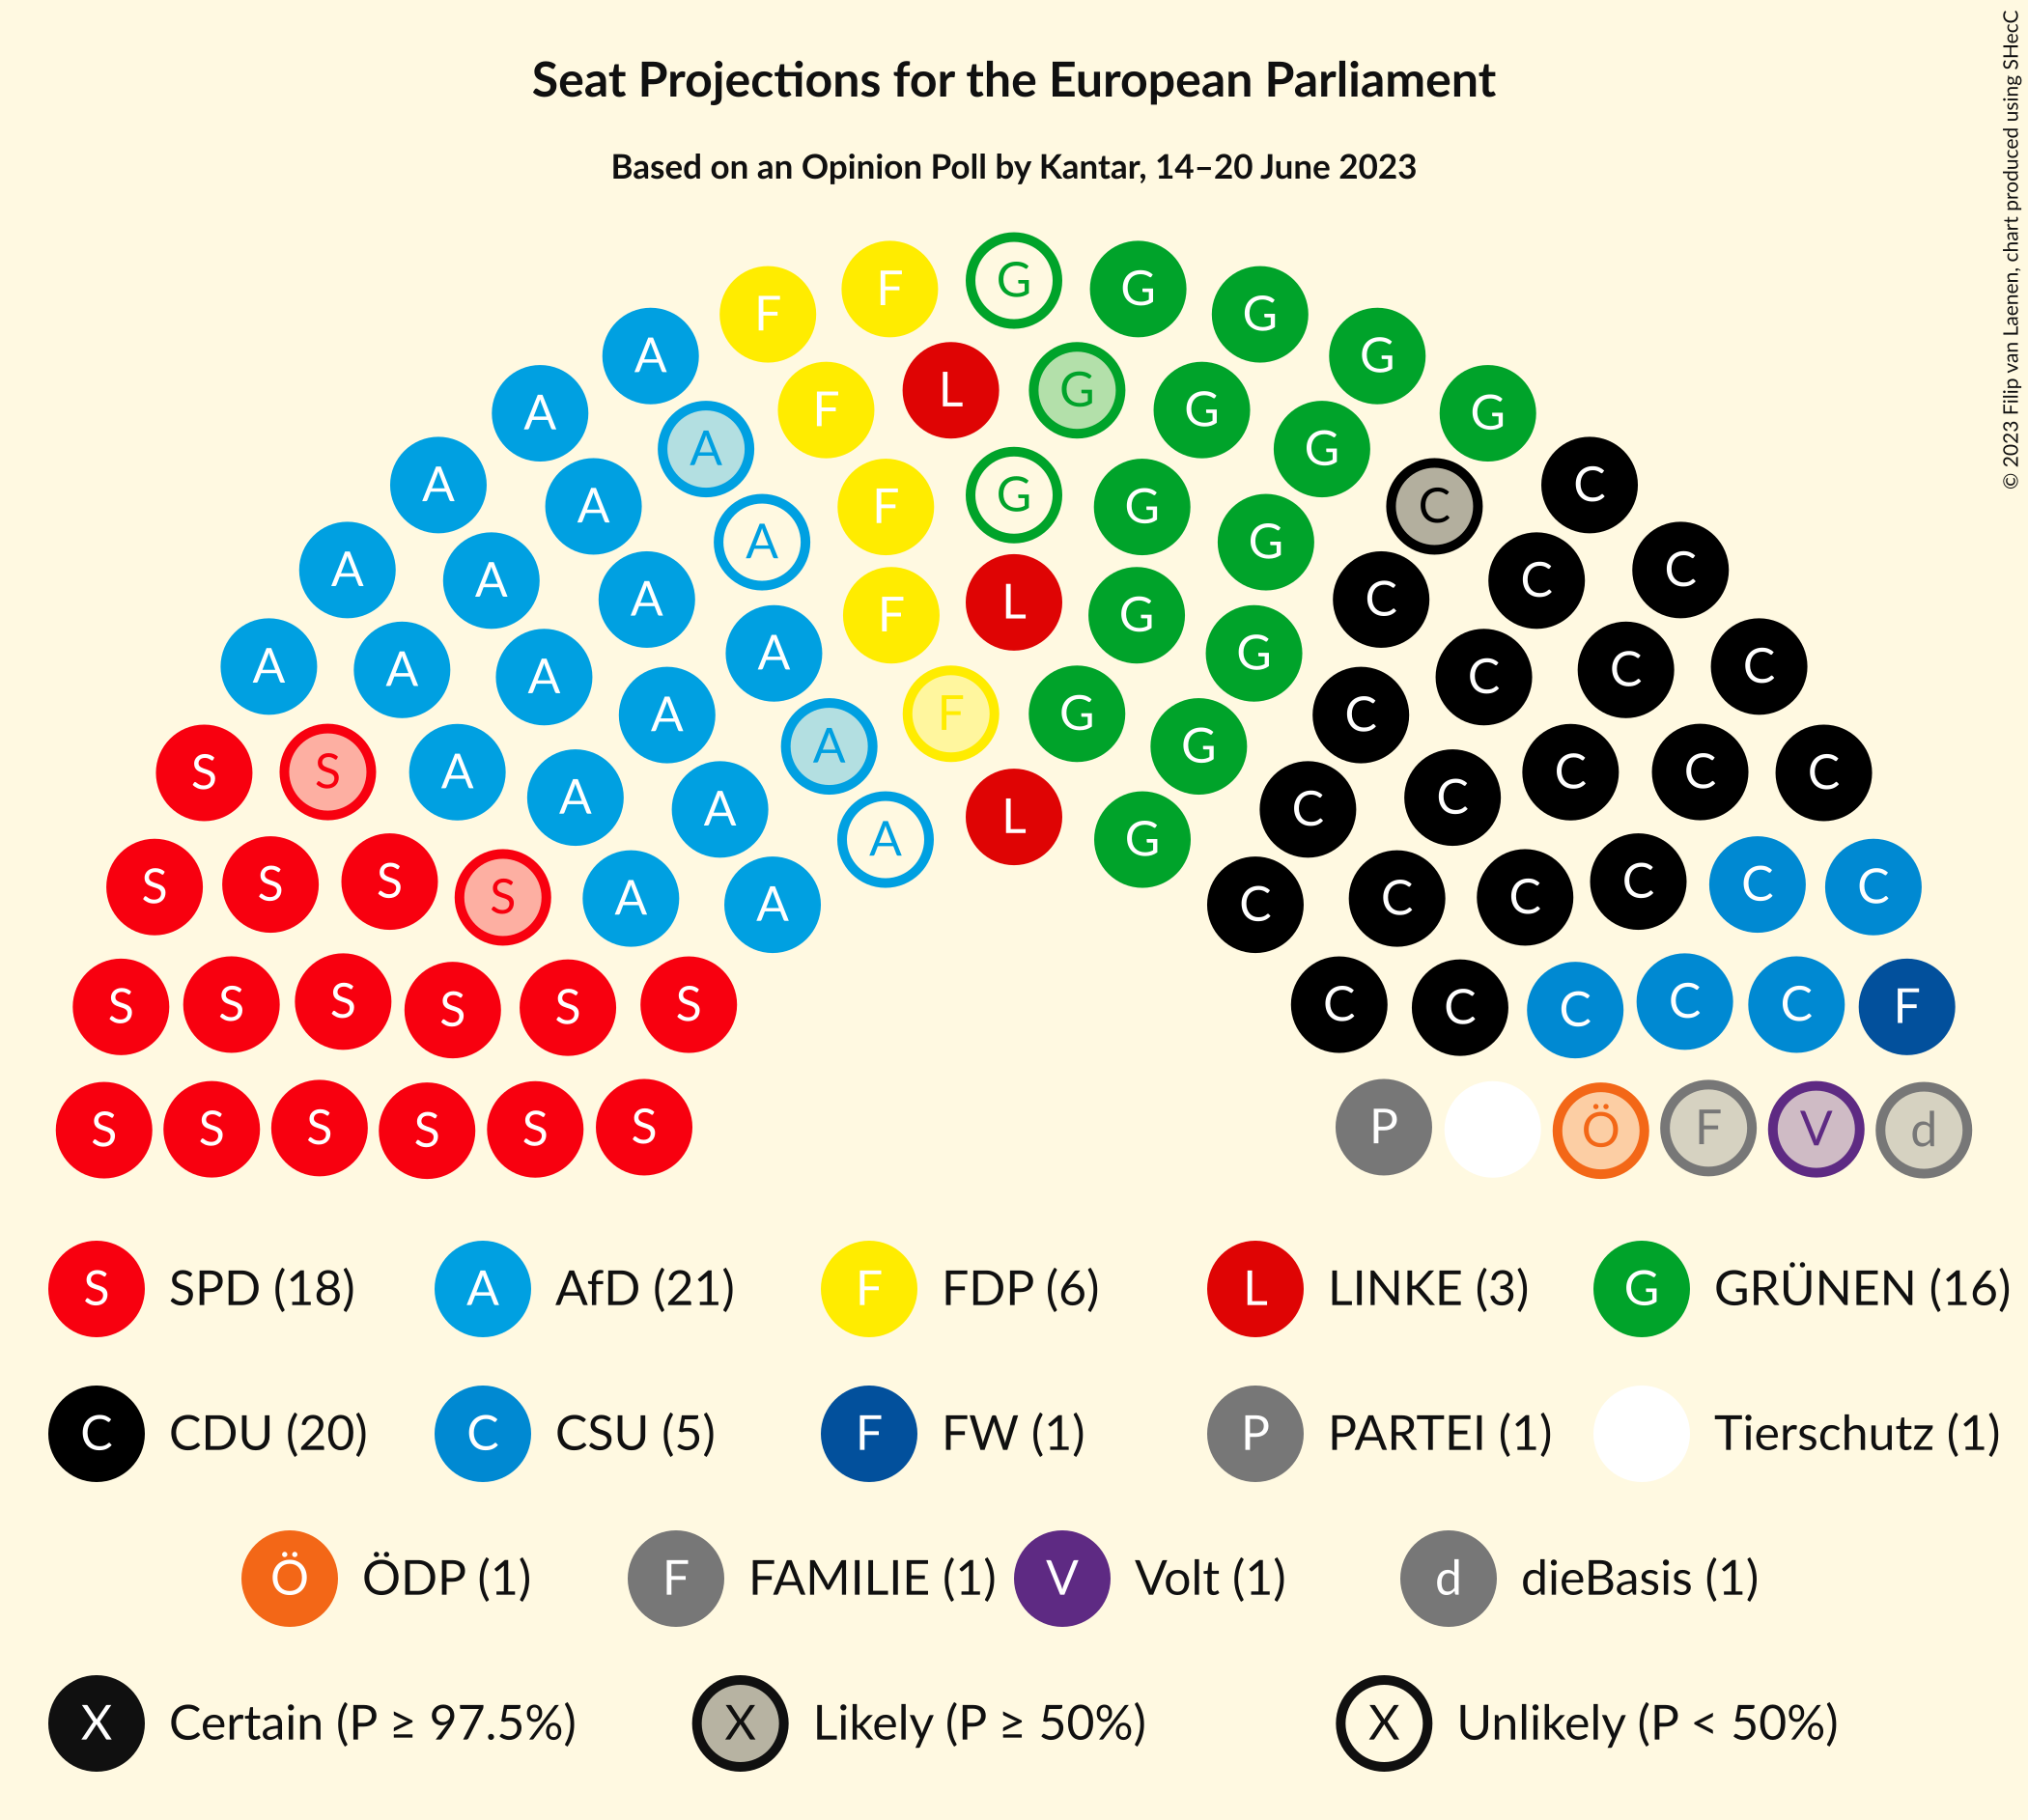 Seat Projections for the European Parliament
Based on an Opinion Poll by Kantar, 14–20 June 2023
© 2023 Filip van Laenen, chart produced using SHecC
G
F G
F G
A G
L G
F G
A G G
A G
F G C C
A A
A G
A C C
L
A C
A F G
A C
A G
A A C C
A C
A F G C
A G
S S A A C C C
A C
A C
L
A G
S S S C C C
S A C C
A C
S S S S S S C C C C C F
S S S S S S P Ö F V d
S SPD (18) A AfD (21) F FDP (6) L LINKE (3) G GRÜNEN (16)
C CDU (20) C CSU (5) F FW (1) P PARTEI (1) Tierschutz (1)
Ö ÖDP (1) F FAMILIE (1) V Volt (1) d dieBasis (1)
X Certain (P ≥ 97.5%) X Likely (P ≥ 50%) X Unlikely (P < 50%)